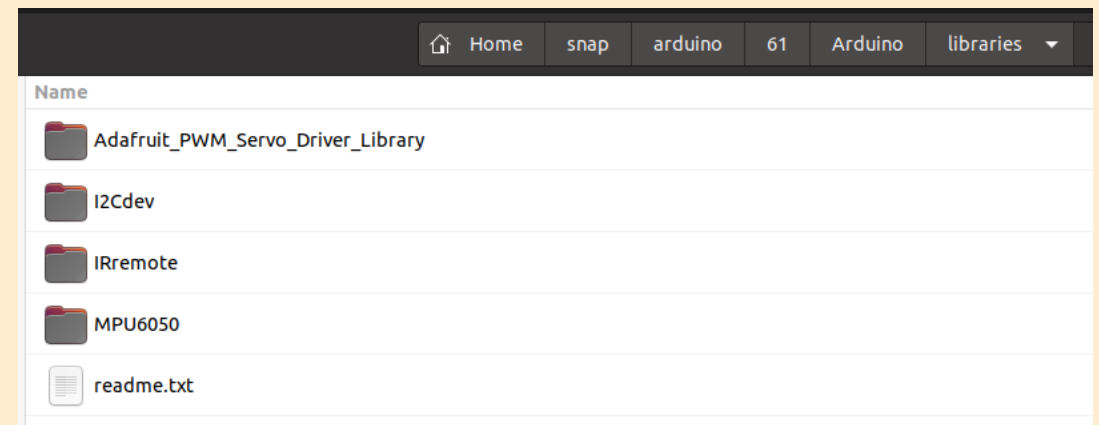 Home snap arduino 61 Arduino libraries
Name
Adafruit_PWM_Servo_Driver_Library
I2Cdev
IRremote
MPU6050
readme.txt